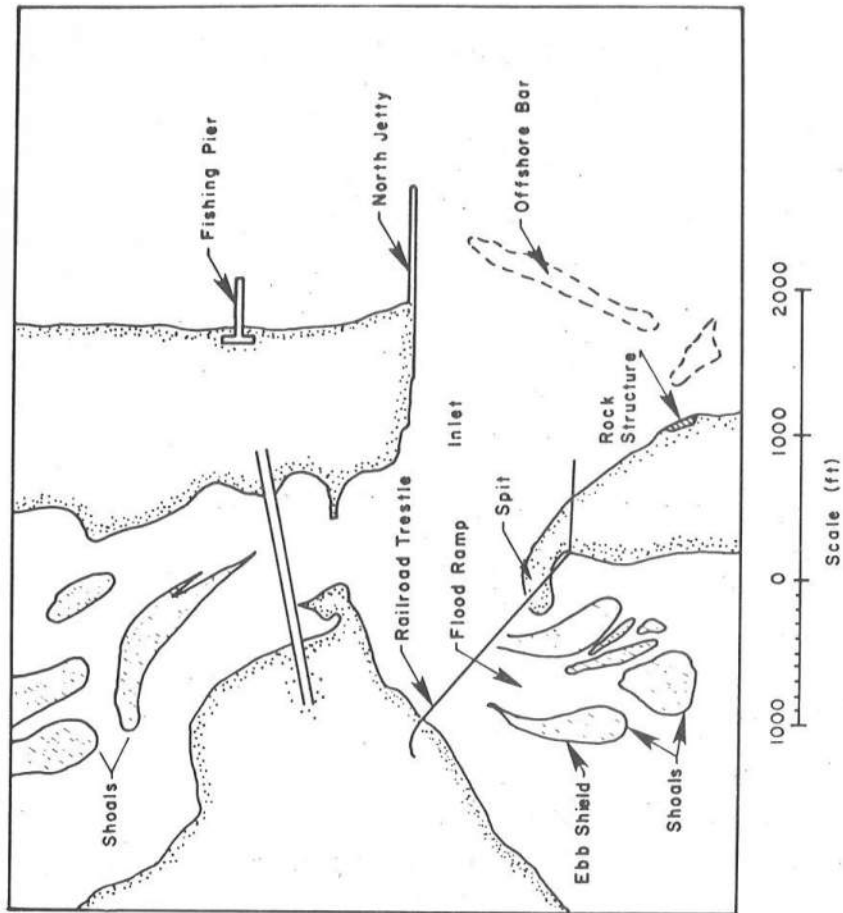 Fishing Pier
North Jetty
Offshore Bar
Inlet
Rock
Structure
Railroad Trestle
Flood Ramp
Spit
Shoals
Ebb Shield
Shoals
1000
0
1000
2000
Scale (ft)